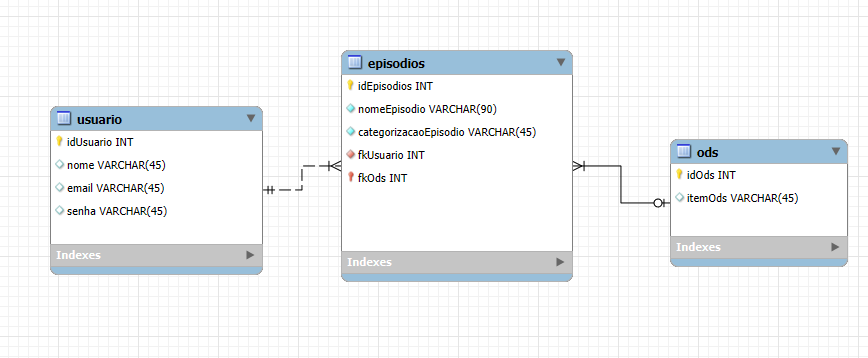 usuario
idUsuario INT
nome VARCHAR(45)
email VARCHAR(45)
senha VARCHAR(45)
Indexes
episodios
idEpisodios INT
nomeEpisodio VARCHAR(90)
categorizacaoEpisodio VARCHAR(45)
fkUsuario INT
fkOds INT
Indexes
ods
idOds INT
itemOds VARCHAR(45)
Indexes